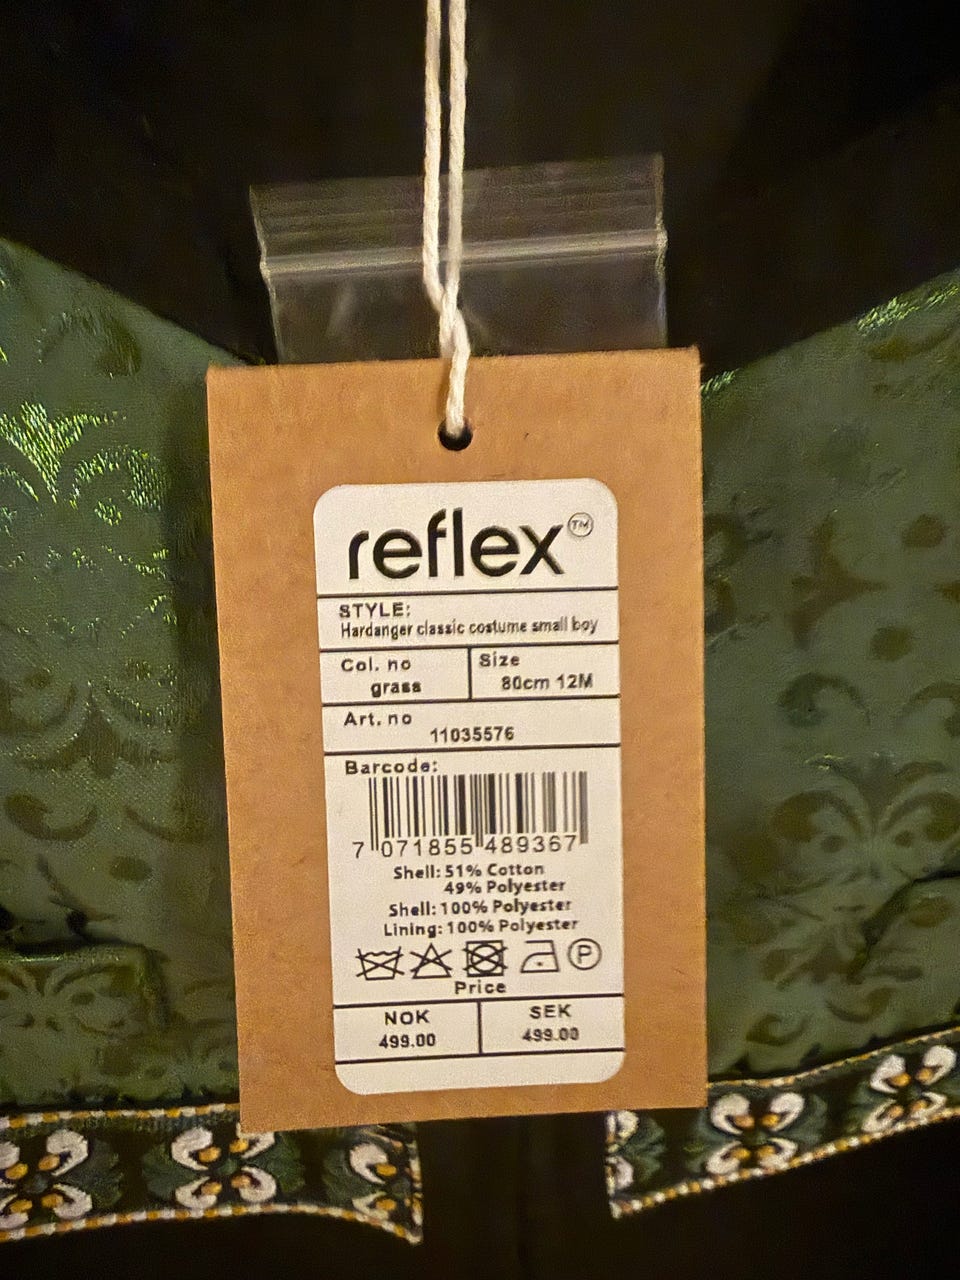 reflex™
STYLE:
Hardanger classic costume small boy
Col. no
grass
Size
80cm 12M
Art. no
11035576
Barcode:
7 071855 489367
Shell: 51% Cotton
49% Polyester
Shell: 100% Polyester
Lining: 100% Polyester
P
Price
NOK
499.00
SEK
499.00